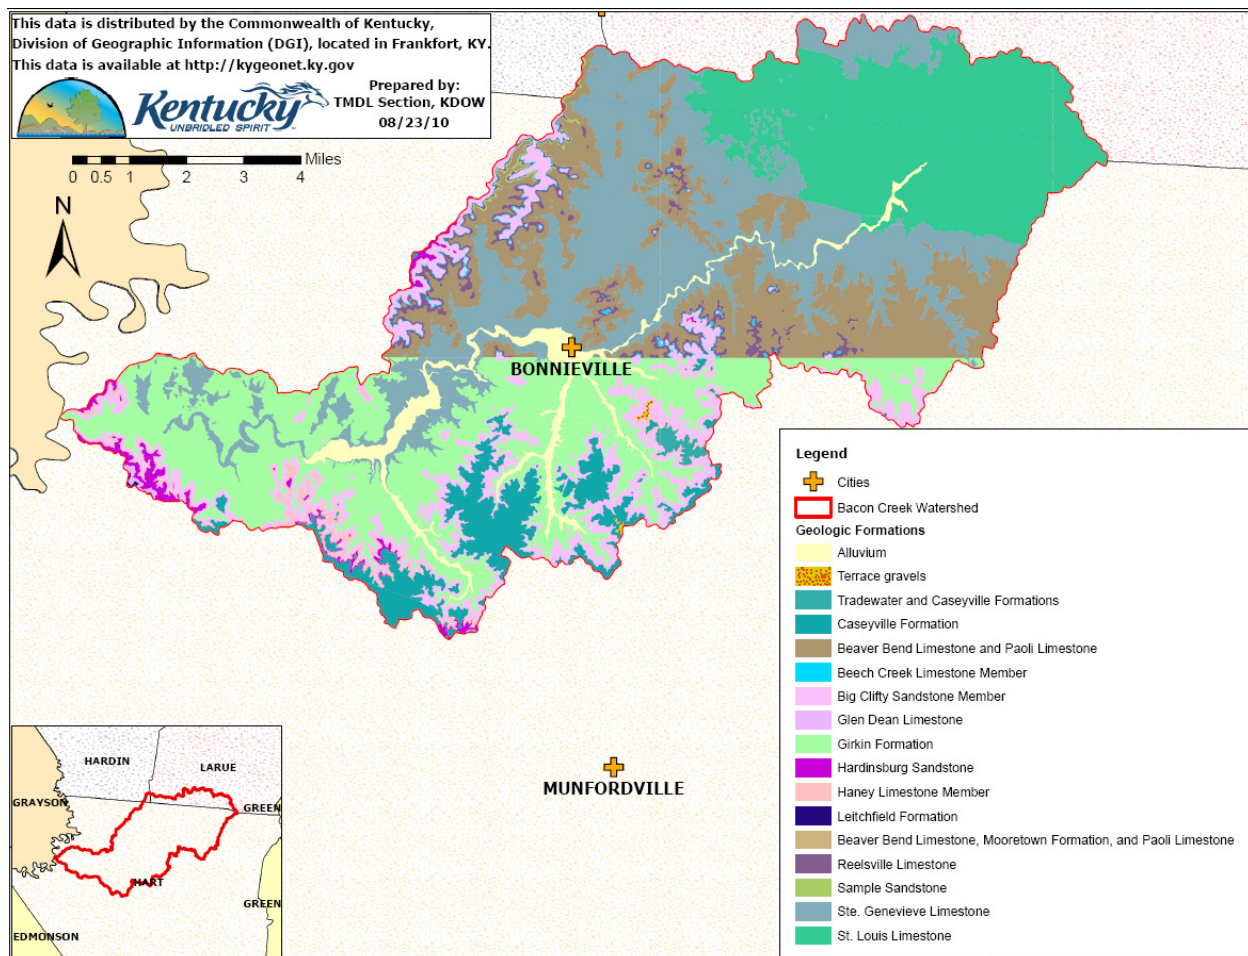 This data is distributed by the Commonwealth of Kentucky,
Division of Geographic Information (DGI), located in Frankfort, KY.
This data is available at http://kygeonet.ky.gov
Kentucky
UNBRIDLED SPIRIT
Prepared by:
TMDL Section, KDOW
08/23/10
Miles
0 0.5 1 2 3 4
N
BONNIEVILLE
MUNFORDVILLE
Legend
Cities
Bacon Creek Watershed
Geologic Formations
Alluvium
Terrace gravels
Tradewater and Caseyville Formations
Caseyville Formation
Beaver Bend Limestone and Paoli Limestone
Beech Creek Limestone Member
Big Clifty Sandstone Member
Glen Dean Limestone
Girkin Formation
Hardinsburg Sandstone
Haney Limestone Member
Leitchfield Formation
Beaver Bend Limestone, Mooretown Formation, and Paoli Limestone
Reelsville Limestone
Sample Sandstone
Ste. Genevieve Limestone
St. Louis Limestone
HARDIN
LARUE
GRAYSON
GREEN
HART
GREEN
EDMONSON